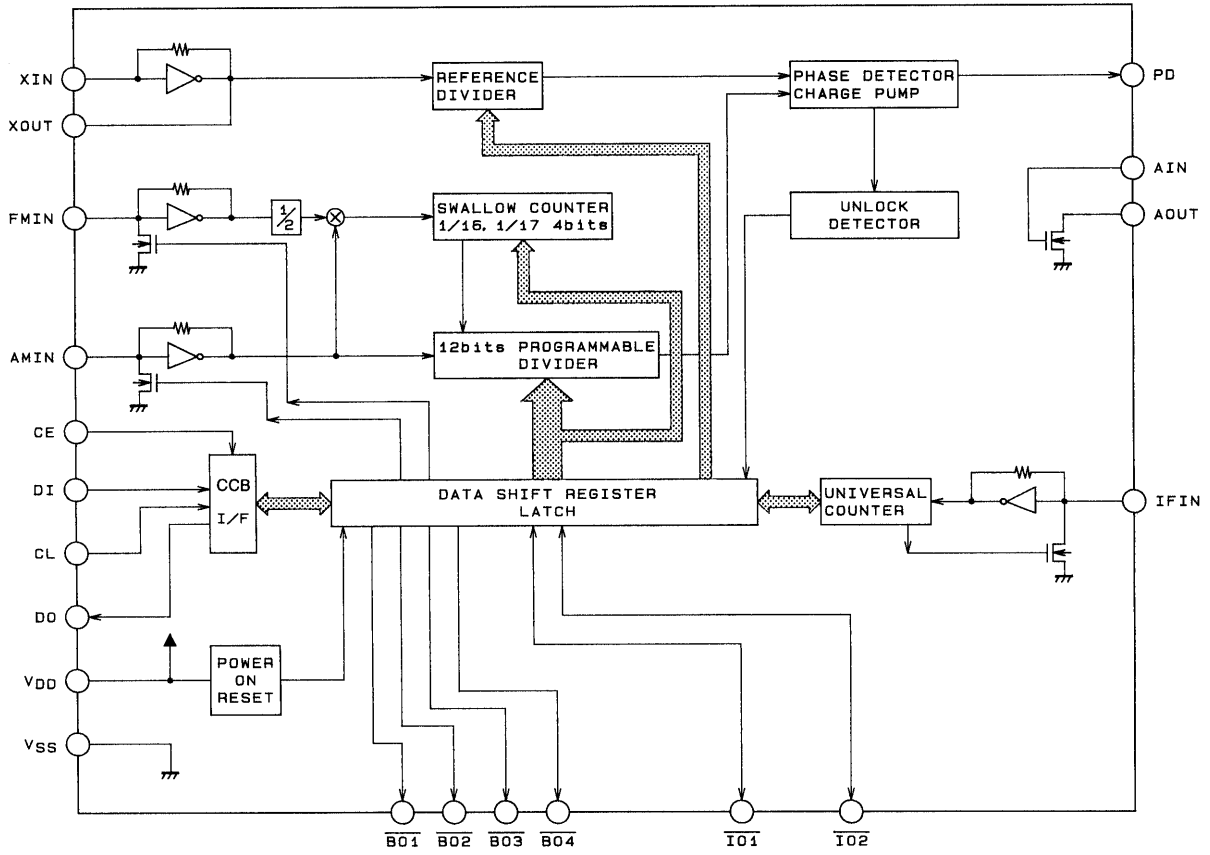 XIN
REFERENCE
DIVIDER
PHASE DETECTOR
CHARGE PUMP
PD
XOUT
AIN
FMIN
1/2
SWALLOW COUNTER
1/16, 1/17 4bits
UNLOCK
DETECTOR
AOUT
AMIN
12bits PROGRAMMABLE
DIVIDER
CE
DI
CCB
I/F
DATA SHIFT REGISTER
LATCH
UNIVERSAL
COUNTER
IFIN
CL
DO
VDD
POWER
ON
RESET
VSS
BO1
BO2
BO3
BO4
IO1
IO2